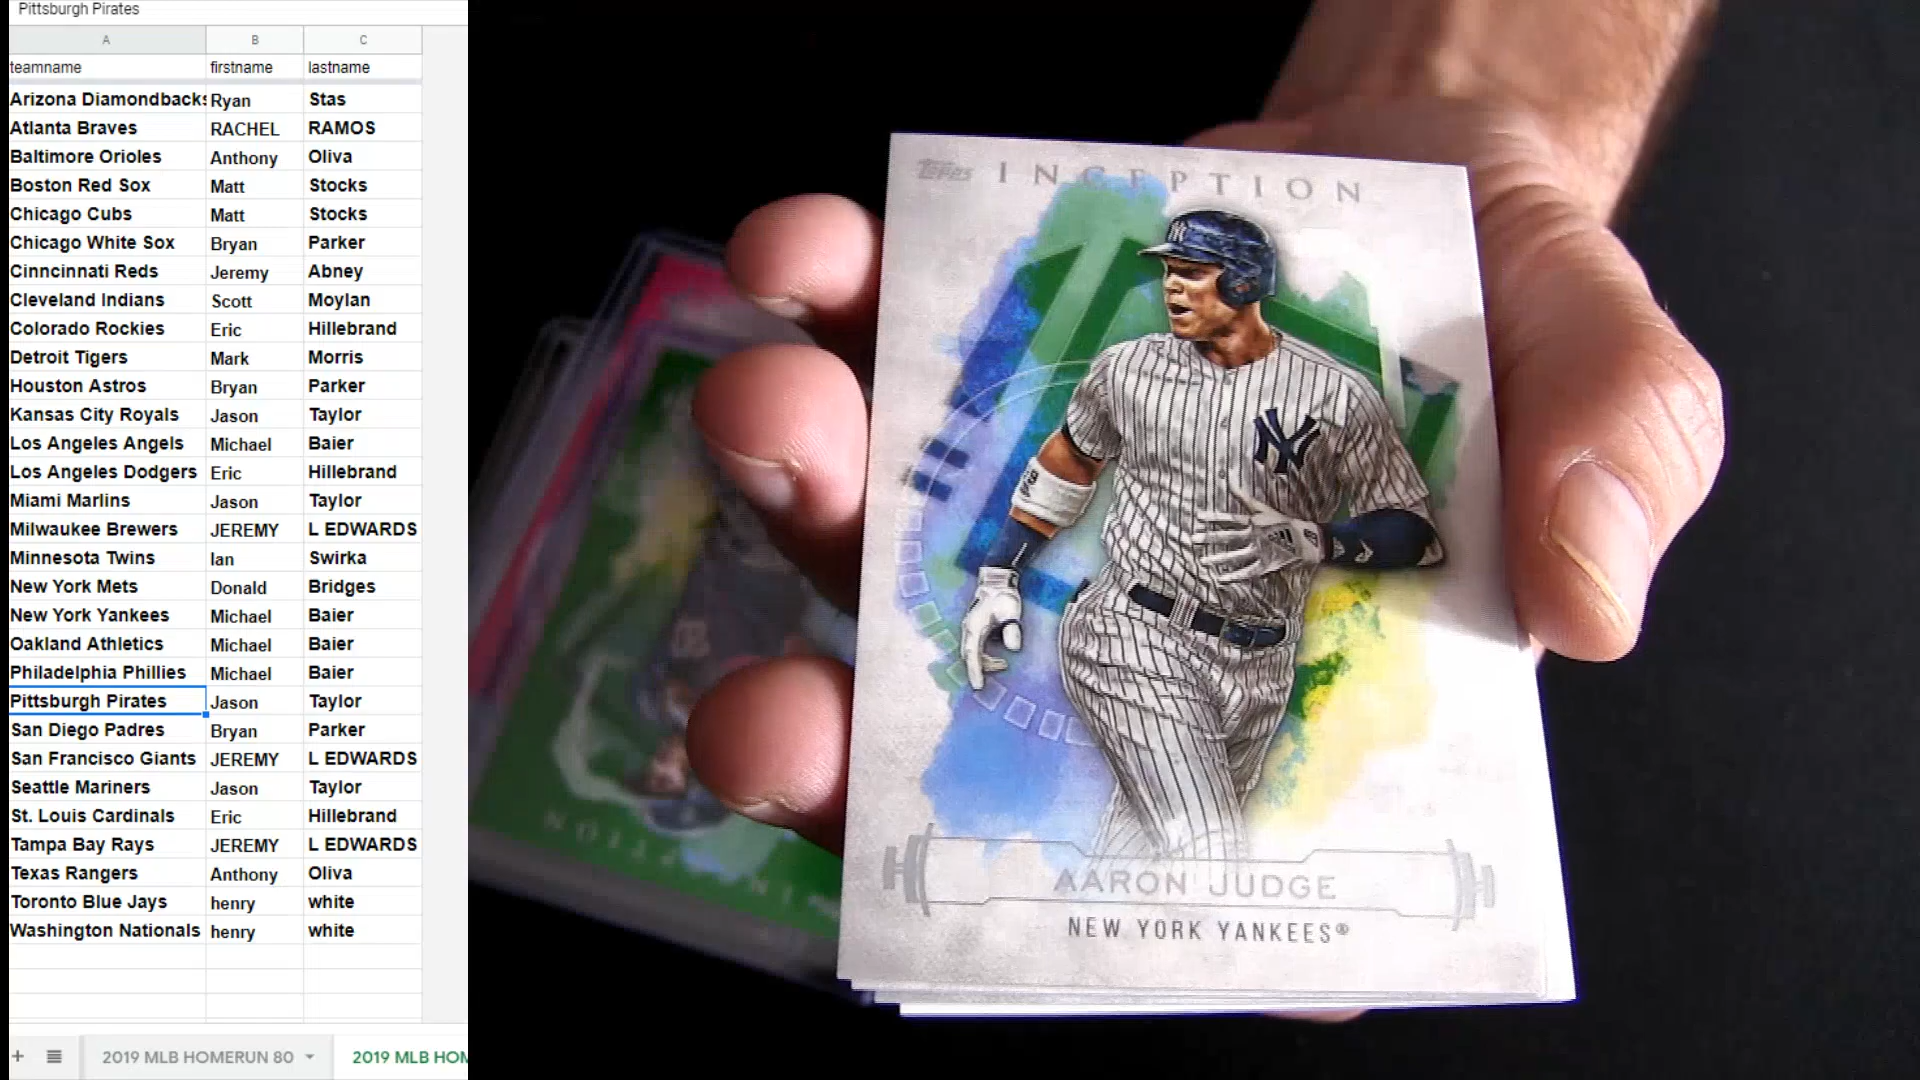 Pittsburgh Pirates
A B C
teamname firstname lastname
Arizona Diamondbacks Ryan Stas
Atlanta Braves RACHEL RAMOS
Baltimore Orioles Anthony Oliva
Boston Red Sox Matt Stocks
Chicago Cubs Matt Stocks
Chicago White Sox Bryan Parker
Cinncinnati Reds Jeremy Abney
Cleveland Indians Scott Moylan
Colorado Rockies Eric Hillebrand
Detroit Tigers Mark Morris
Houston Astros Bryan Parker
Kansas City Royals Jason Taylor
Los Angeles Angels Michael Baier
Los Angeles Dodgers Eric Hillebrand
Miami Marlins Jason Taylor
Milwaukee Brewers JEREMY L EDWARDS
Minnesota Twins Ian Swirka
New York Mets Donald Bridges
New York Yankees Michael Baier
Oakland Athletics Michael Baier
Philadelphia Phillies Michael Baier
Pittsburgh Pirates Jason Taylor
San Diego Padres Bryan Parker
San Francisco Giants JEREMY L EDWARDS
Seattle Mariners Jason Taylor
St. Louis Cardinals Eric Hillebrand
Tampa Bay Rays JEREMY L EDWARDS
Texas Rangers Anthony Oliva
Toronto Blue Jays henry white
Washington Nationals henry white
+ 2019 MLB HOMERUN 80 2019 MLB HOM
Topps INCEPTION
NY
NY
AARON JUDGE
NEW YORK YANKEES®
INCEPTION